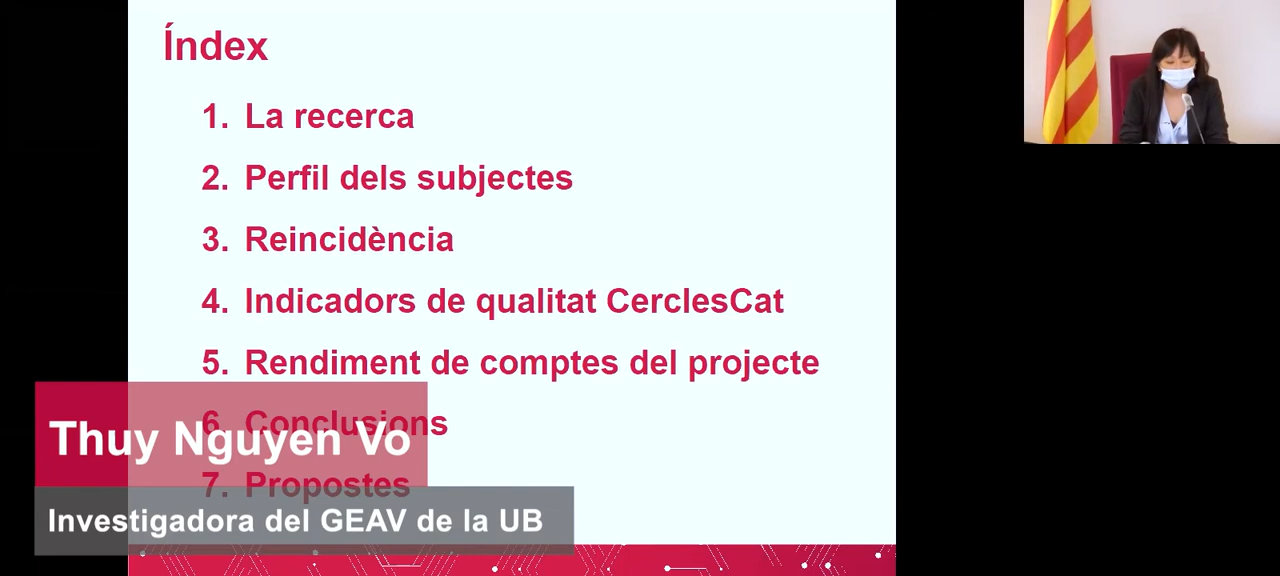 Índex
1. La recerca
2. Perfil dels subjectes
3. Reincidència
4. Indicadors de qualitat CerclesCat
5. Rendiment de comptes del projecte
6. Conclusions
7. Propostes
Thuy Nguyen Vo
Investigadora del GEAV de la UB